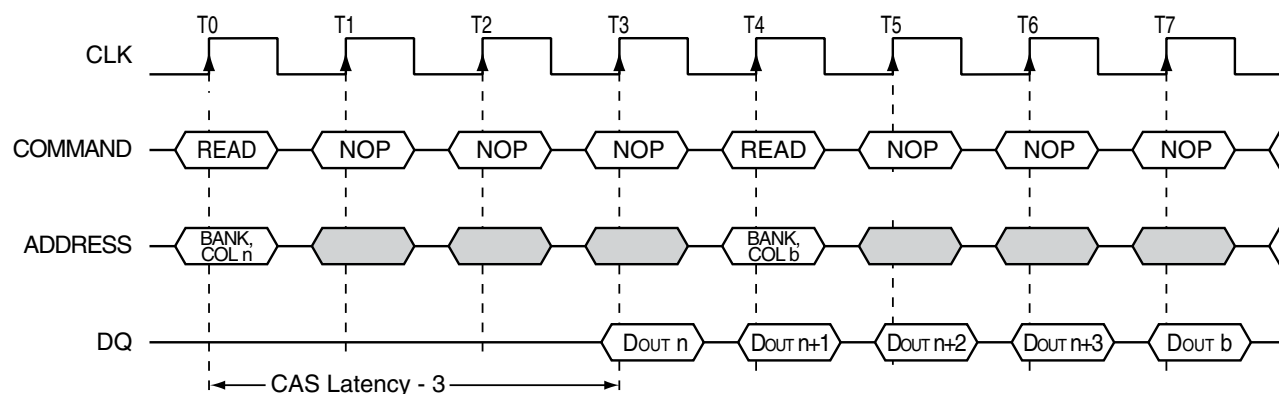 T0 T1 T2 T3 T4 T5 T6 T7
CLK
COMMAND READ NOP NOP NOP READ NOP NOP NOP
ADDRESS BANK, COL n BANK, COL b
DQ DOUT n DOUT n+1 DOUT n+2 DOUT n+3 DOUT b
CAS Latency - 3